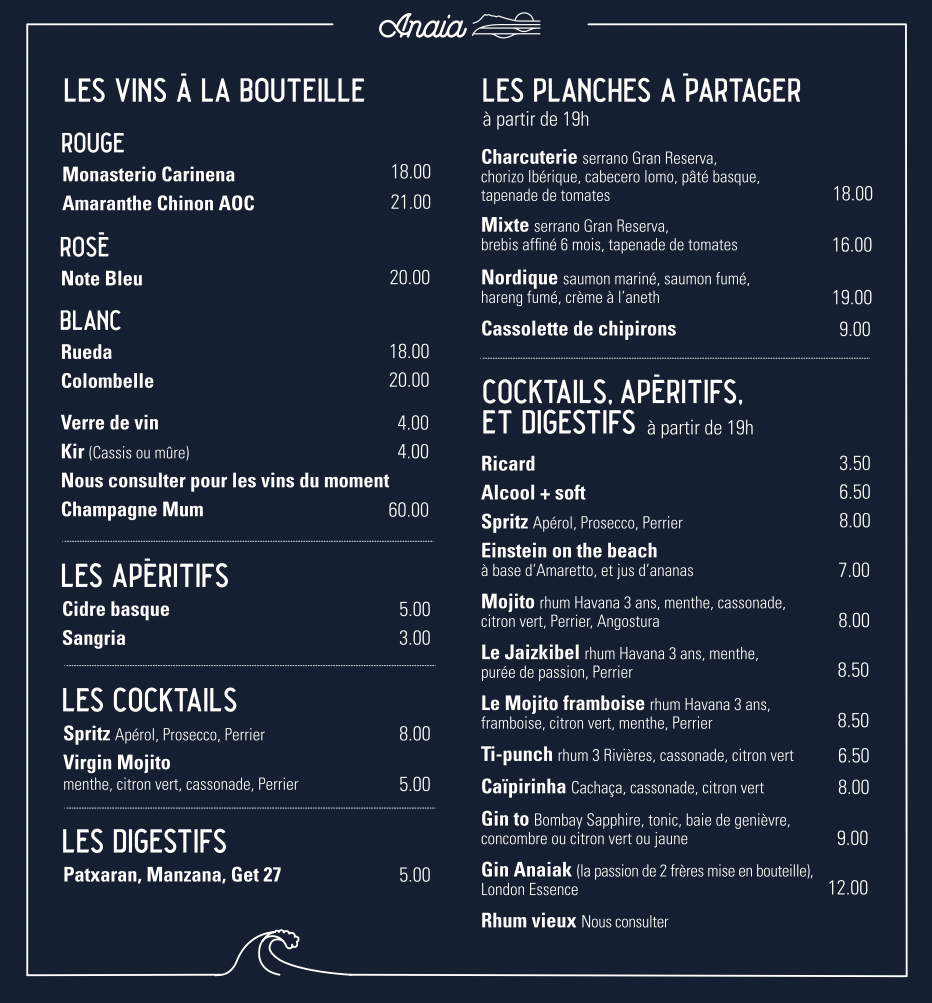 Anaia
LES VINS À LA BOUTEILLE
ROUGE
Monasterio Carinena 18.00
Amaranthe Chinon AOC 21.00
ROSÉ
Note Bleu 20.00
BLANC
Rueda 18.00
Colombelle 20.00
Verre de vin 4.00
Kir (Cassis ou mûre) 4.00
Nous consulter pour les vins du moment
Champagne Mum 60.00
LES APÉRITIFS
Cidre basque 5.00
Sangria 3.00
LES COCKTAILS
Spritz Apérol, Prosecco, Perrier 8.00
Virgin Mojito
menthe, citron vert, cassonade, Perrier 5.00
LES DIGESTIFS
Patxaran, Manzana, Get 27 5.00
LES PLANCHES A PARTAGER
à partir de 19h
Charcuterie serrano Gran Reserva,
chorizo Ibérique, cabecero lomo, pâté basque,
tapenade de tomates 18.00
Mixte serrano Gran Reserva,
brebis affiné 6 mois, tapenade de tomates 16.00
Nordique saumon mariné, saumon fumé,
hareng fumé, crème à l'aneth 19.00
Cassolette de chipirons 9.00
COCKTAILS, APÉRITIFS,
ET DIGESTIFS à partir de 19h
Ricard 3.50
Alcool + soft 6.50
Spritz Apérol, Prosecco, Perrier 8.00
Einstein on the beach
à base d'Amaretto, et jus d'ananas 7.00
Mojito rhum Havana 3 ans, menthe, cassonade,
citron vert, Perrier, Angostura 8.00
Le Jaizkibel rhum Havana 3 ans, menthe,
purée de passion, Perrier 8.50
Le Mojito framboise rhum Havana 3 ans,
framboise, citron vert, menthe, Perrier 8.50
Ti-punch rhum 3 Rivières, cassonade, citron vert 6.50
Caïpirinha Cachaça, cassonade, citron vert 8.00
Gin to Bombay Sapphire, tonic, baie de genièvre,
concombre ou citron vert ou jaune 9.00
Gin Anaiak (la passion de 2 frères mise en bouteille),
London Essence 12.00
Rhum vieux Nous consulter